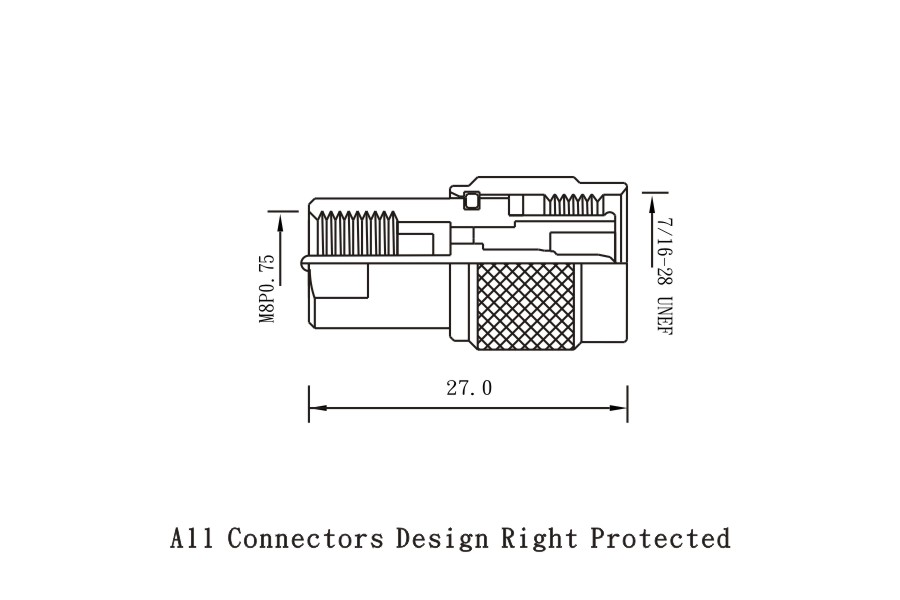 M8P0.75
7/16-28 UNEF
27.0
All Connectors Design Right Protected